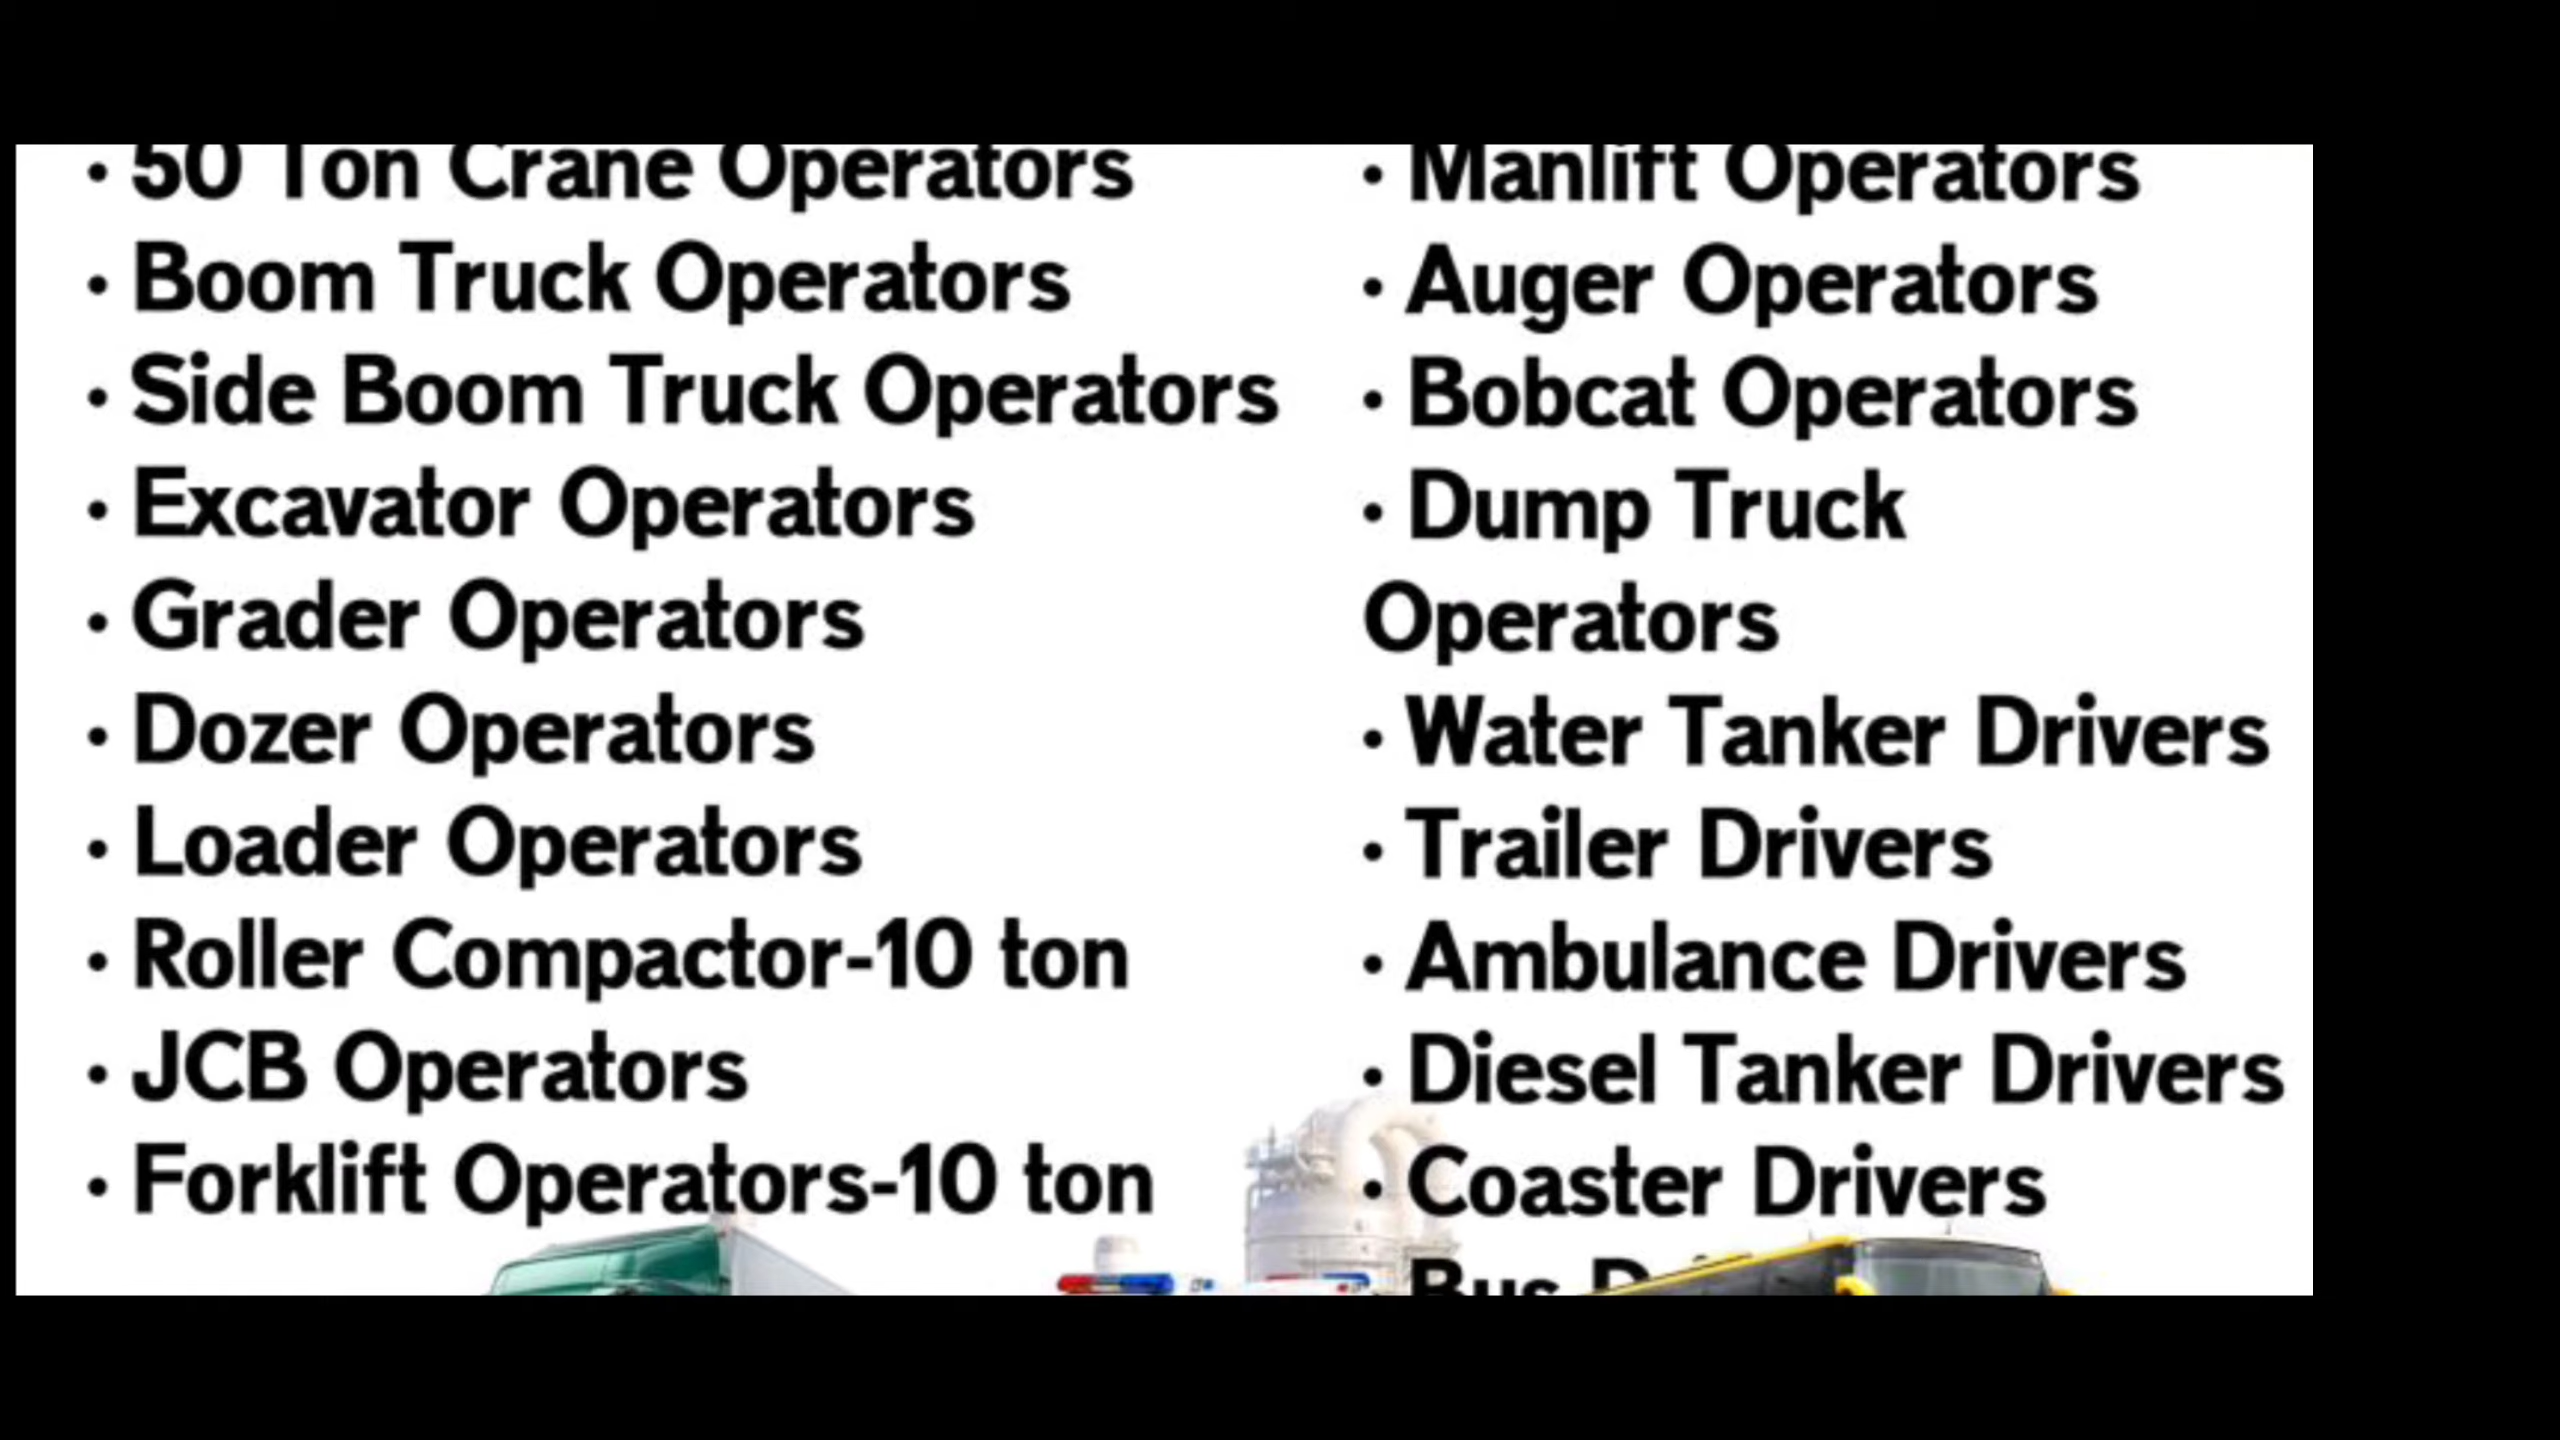 • 50 Ton Crane Operators
• Boom Truck Operators
• Side Boom Truck Operators
• Excavator Operators
• Grader Operators
• Dozer Operators
• Loader Operators
• Roller Compactor-10 ton
• JCB Operators
• Forklift Operators-10 ton
• Manlift Operators
• Auger Operators
• Bobcat Operators
• Dump Truck
Operators
• Water Tanker Drivers
• Trailer Drivers
• Ambulance Drivers
• Diesel Tanker Drivers
• Coaster Drivers
Bus